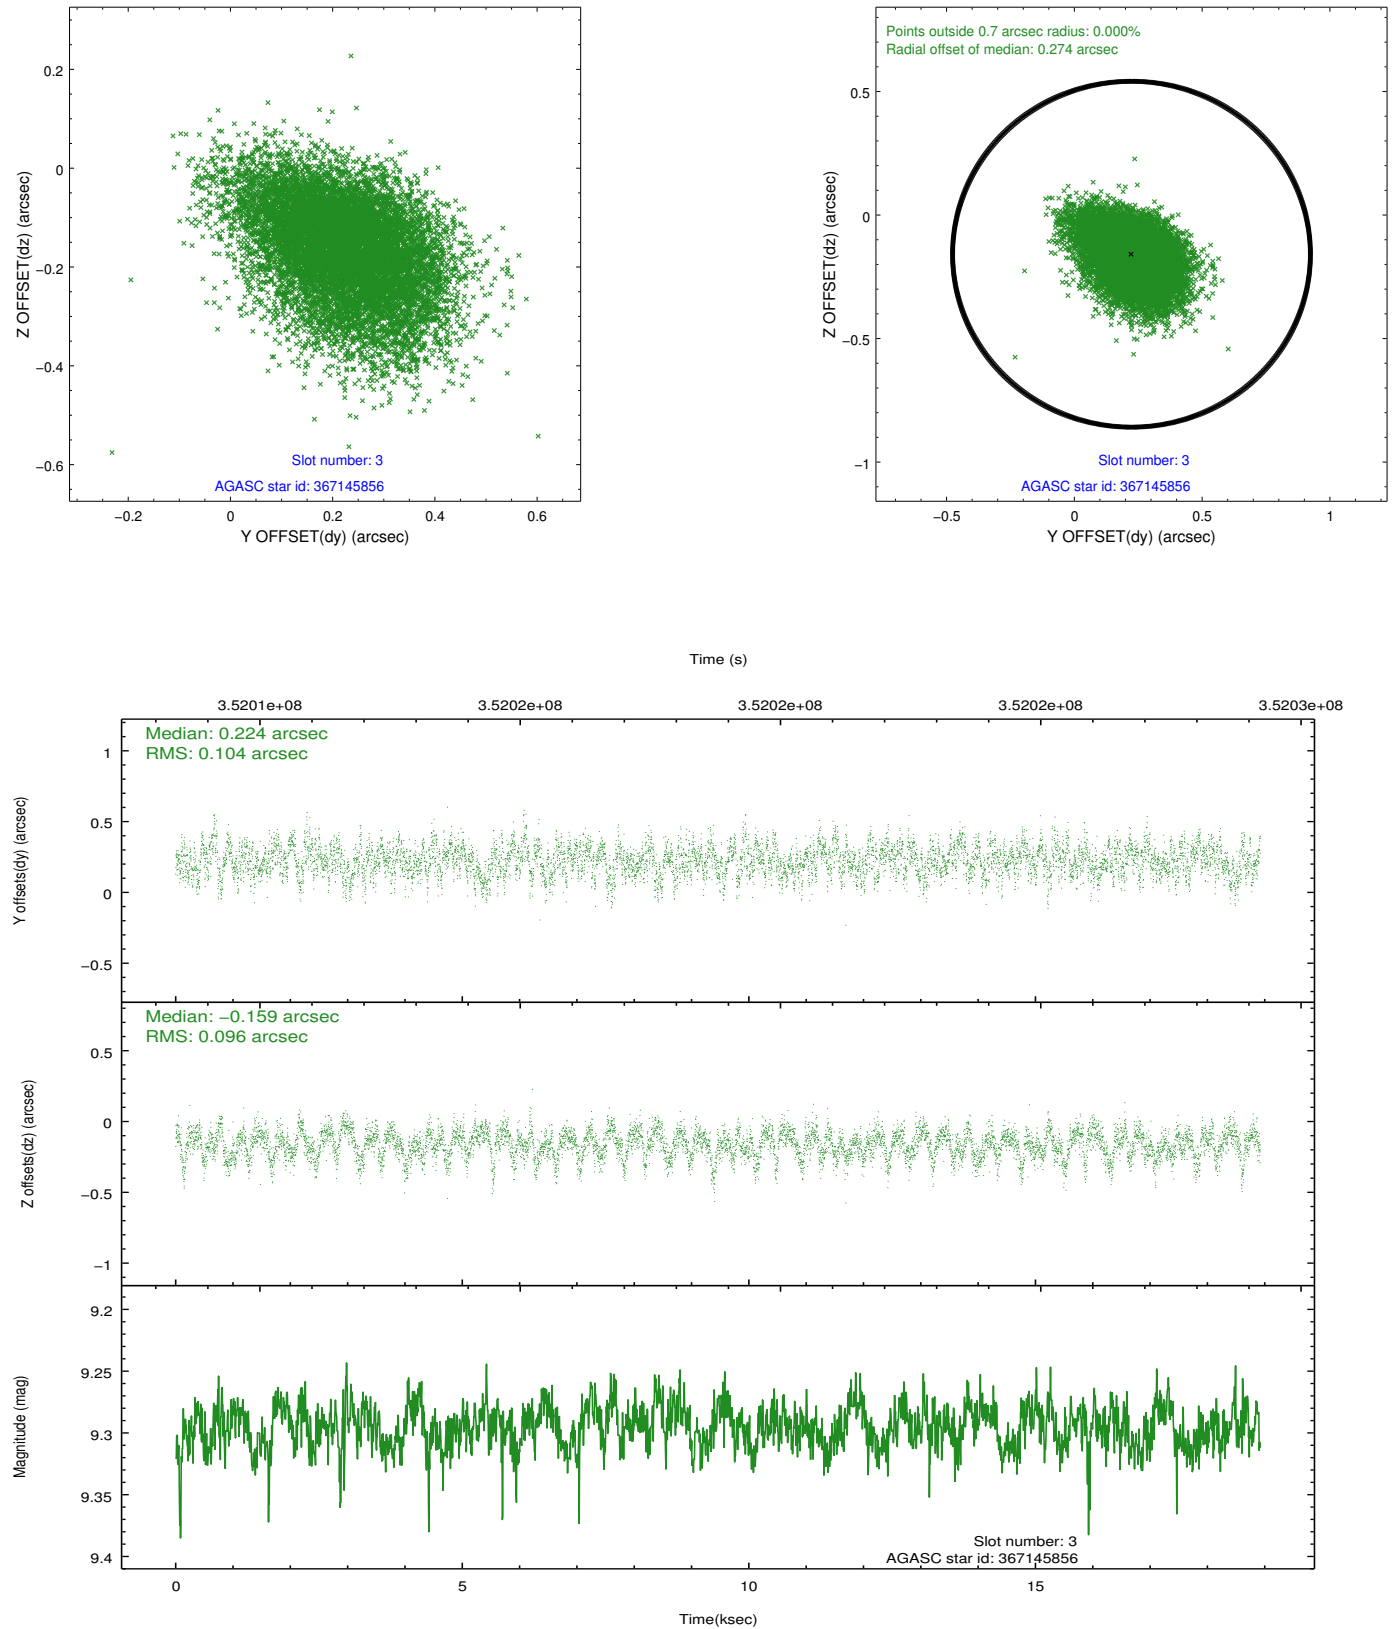 0.2
0
−0.2
−0.4
−0.6
−0.2
0
0.2
0.4
0.6
Z OFFSET(dz) (arcsec)
Y OFFSET(dy) (arcsec)
Slot number: 3
AGASC star id: 367145856
Points outside 0.7 arcsec radius: 0.000%
Radial offset of median: 0.274 arcsec
0.5
0
−0.5
−1
−0.5
0
0.5
1
Z OFFSET(dz) (arcsec)
Y OFFSET(dy) (arcsec)
Slot number: 3
AGASC star id: 367145856
Time (s)
3.5201e+08
3.5202e+08
3.5202e+08
3.5202e+08
3.5203e+08
Median: 0.224 arcsec
RMS: 0.104 arcsec
1
0.5
0
−0.5
Y offsets(dy) (arcsec)
Median: −0.159 arcsec
RMS: 0.096 arcsec
0.5
0
−0.5
−1
Z offsets(dz) (arcsec)
9.2
9.25
9.3
9.35
9.4
Magnitude (mag)
Slot number: 3
AGASC star id: 367145856
0
5
10
15
Time(ksec)